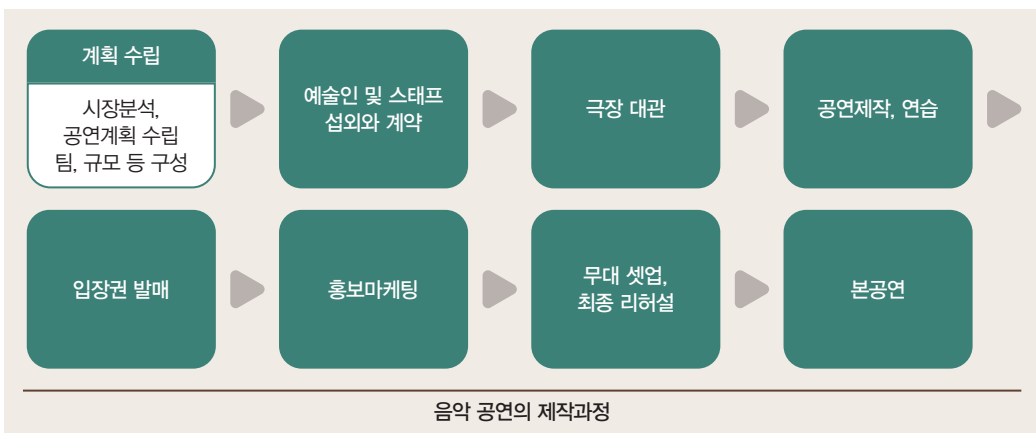 계획 수립
시장분석,
공연계획 수립
팀, 규모 등 구성
예술인 및 스태프
섭외와 계약
극장 대관
공연제작, 연습
입장권 발매
홍보마케팅
무대 셋업,
최종 리허설
본공연
음악 공연의 제작과정